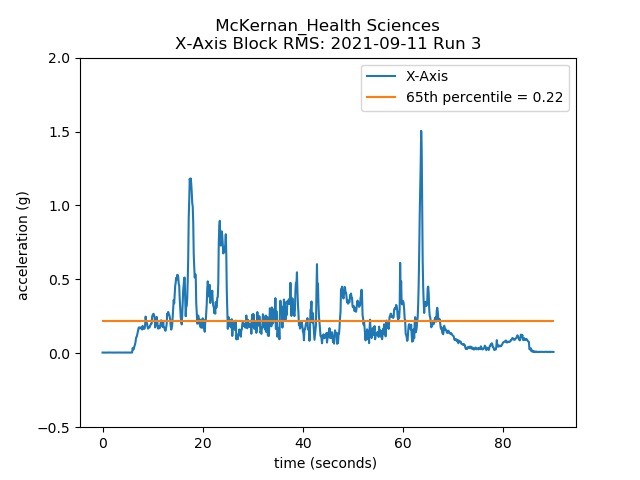 McKernan_Health Sciences
X-Axis Block RMS: 2021-09-11 Run 3
X-Axis
65th percentile = 0.22
2.0
1.5
1.0
0.5
0.0
−0.5
acceleration (g)
0 20 40 60 80
time (seconds)